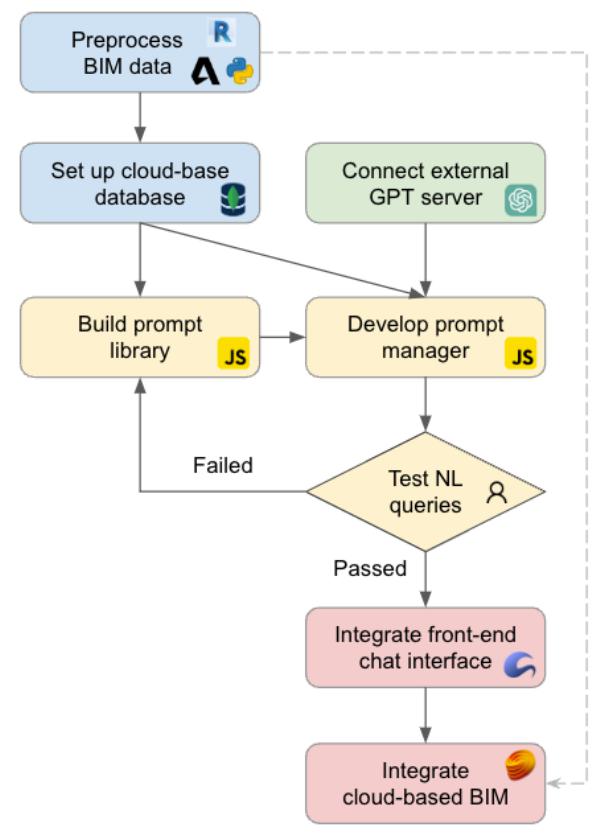 Preprocess
BIM data
R
Set up cloud-base
database
Connect external
GPT server
Build prompt
library
JS
Develop prompt
manager
JS
Failed
Test NL
queries
Passed
Integrate front-end
chat interface
Integrate
cloud-based BIM